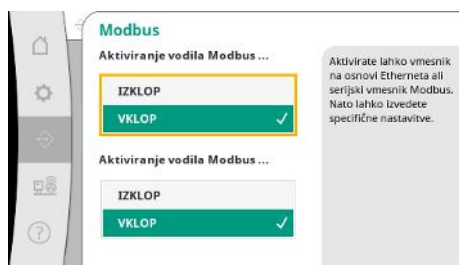 Modbus
Aktiviranje vodila Modbus ...
IZKLOP
VKLOP
Aktiviranje vodila Modbus ...
IZKLOP
VKLOP
Aktivirate lahko vmesnik
na osnovi Etherneta ali
serijski vmesnik Modbus.
Nato lahko izvedete
specifične nastavitve.